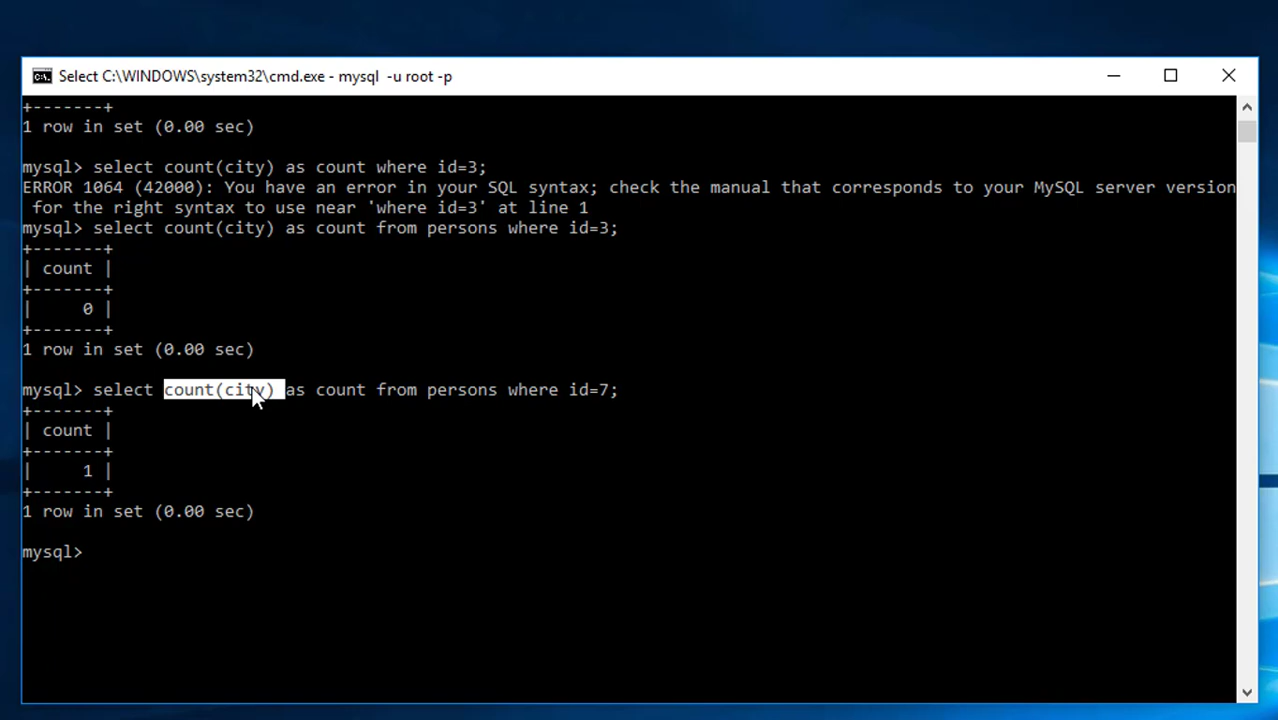 Select C:\WINDOWS\system32\cmd.exe - mysql  -u root -p
+-------+
1 row in set (0.00 sec)
mysql> select count(city) as count where id=3;
ERROR 1064 (42000): You have an error in your SQL syntax; check the manual that corresponds to your MySQL server version
 for the right syntax to use near 'where id=3' at line 1
mysql> select count(city) as count from persons where id=3;
+-------+
| count |
+-------+
|     0 |
+-------+
1 row in set (0.00 sec)
mysql> select count(city) as count from persons where id=7;
+-------+
| count |
+-------+
|     1 |
+-------+
1 row in set (0.00 sec)
mysql>